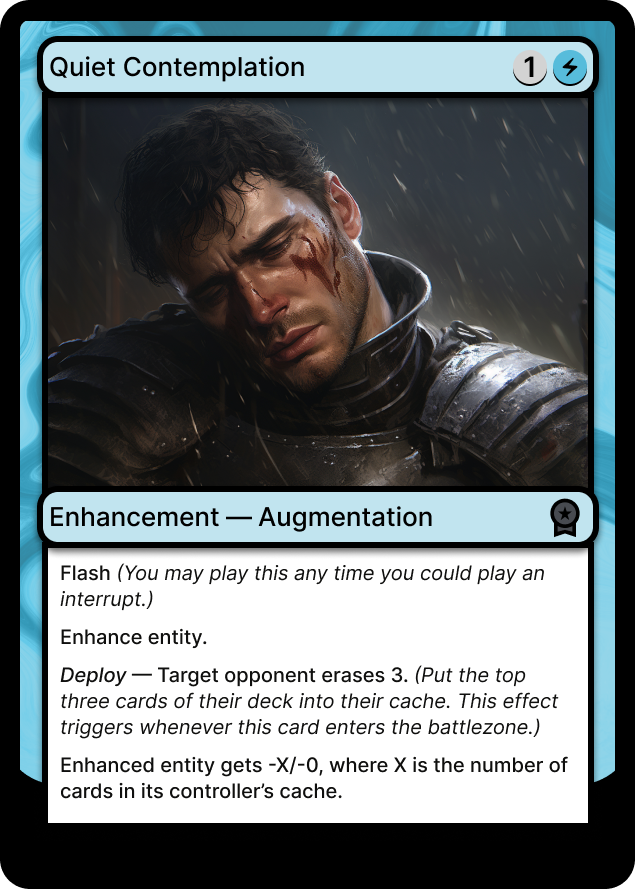 Quiet Contemplation
1
Enhancement — Augmentation
Flash (You may play this any time you could play an
interrupt.)
Enhance entity.
Deploy — Target opponent erases 3. (Put the top
three cards of their deck into their cache. This effect
triggers whenever this card enters the battlezone.)
Enhanced entity gets -X/-0, where X is the number of
cards in its controller’s cache.